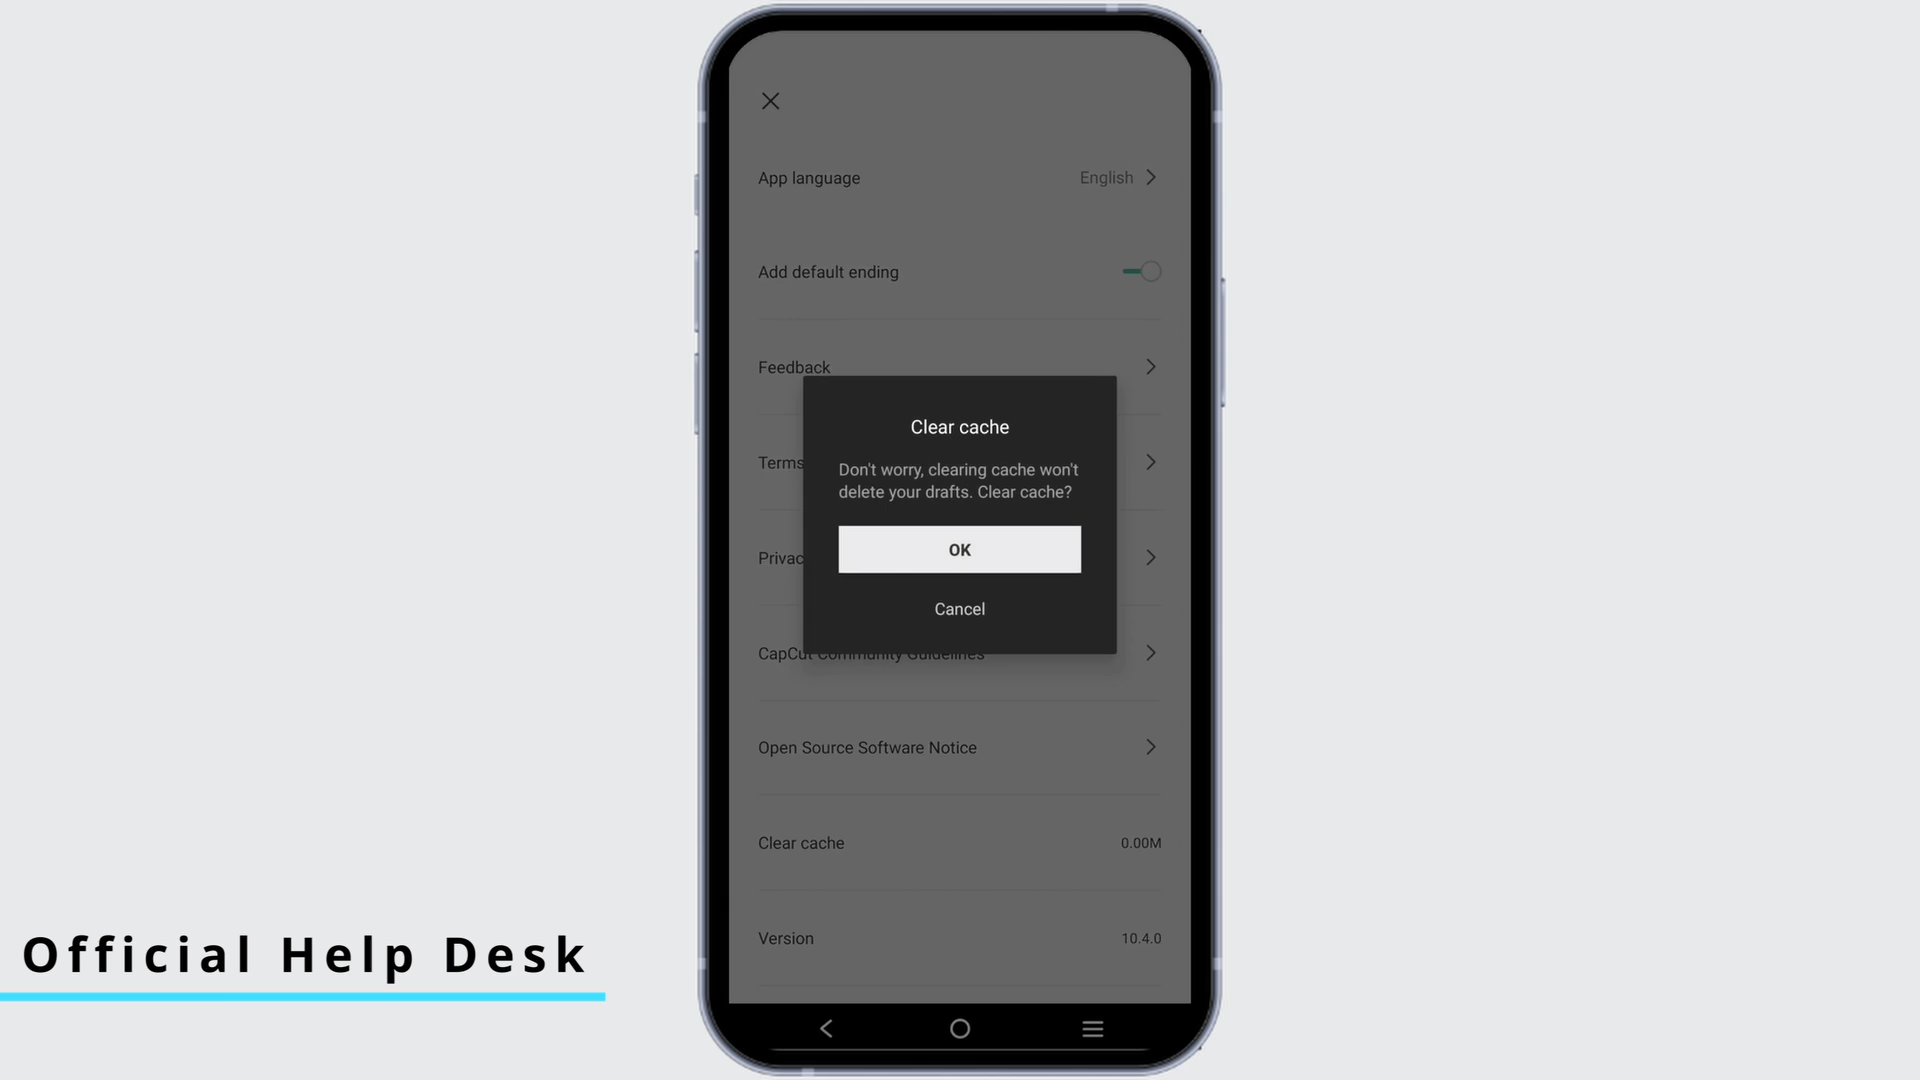 App language English
Add default ending
Feedback
Clear cache
Don't worry, clearing cache won't
delete your drafts. Clear cache?
Terms
OK
Privac
Cancel
CapCut Community Guidelines
Open Source Software Notice
Clear cache 0.00M
Version 10.4.0
Official Help Desk